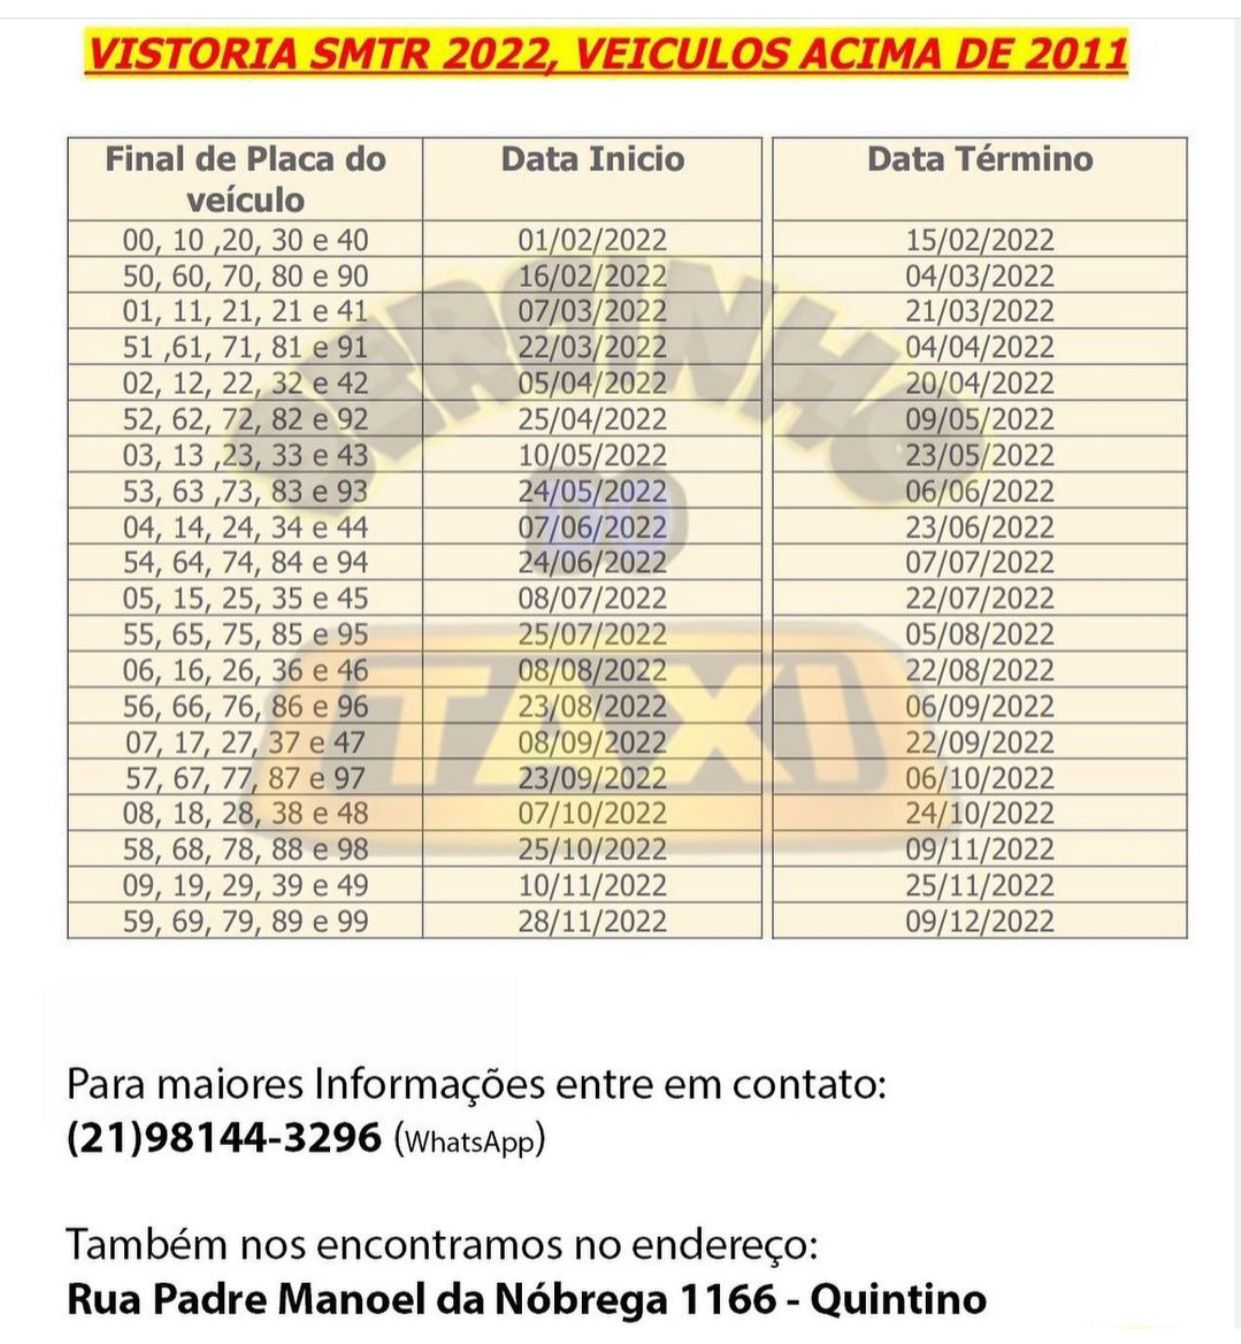 VISTORIA SMTR 2022, VEICULOS ACIMA DE 2011
Final de Placa do veículo Data Inicio Data Término
00, 10 ,20, 30 e 40 01/02/2022 15/02/2022
50, 60, 70, 80 e 90 16/02/2022 04/03/2022
01, 11, 21, 21 e 41 07/03/2022 21/03/2022
51 ,61, 71, 81 e 91 22/03/2022 04/04/2022
02, 12, 22, 32 e 42 05/04/2022 20/04/2022
52, 62, 72, 82 e 92 25/04/2022 09/05/2022
03, 13 ,23, 33 e 43 10/05/2022 23/05/2022
53, 63 ,73, 83 e 93 24/05/2022 06/06/2022
04, 14, 24, 34 e 44 07/06/2022 23/06/2022
54, 64, 74, 84 e 94 24/06/2022 07/07/2022
05, 15, 25, 35 e 45 08/07/2022 22/07/2022
55, 65, 75, 85 e 95 25/07/2022 05/08/2022
06, 16, 26, 36 e 46 08/08/2022 22/08/2022
56, 66, 76, 86 e 96 23/08/2022 06/09/2022
07, 17, 27, 37 e 47 08/09/2022 22/09/2022
57, 67, 77, 87 e 97 23/09/2022 06/10/2022
08, 18, 28, 38 e 48 07/10/2022 24/10/2022
58, 68, 78, 88 e 98 25/10/2022 09/11/2022
09, 19, 29, 39 e 49 10/11/2022 25/11/2022
59, 69, 79, 89 e 99 28/11/2022 09/12/2022
SERGINHO
DO
TAXI
Para maiores Informações entre em contato:
(21)98144-3296 (WhatsApp)
Também nos encontramos no endereço:
Rua Padre Manoel da Nóbrega 1166 - Quintino